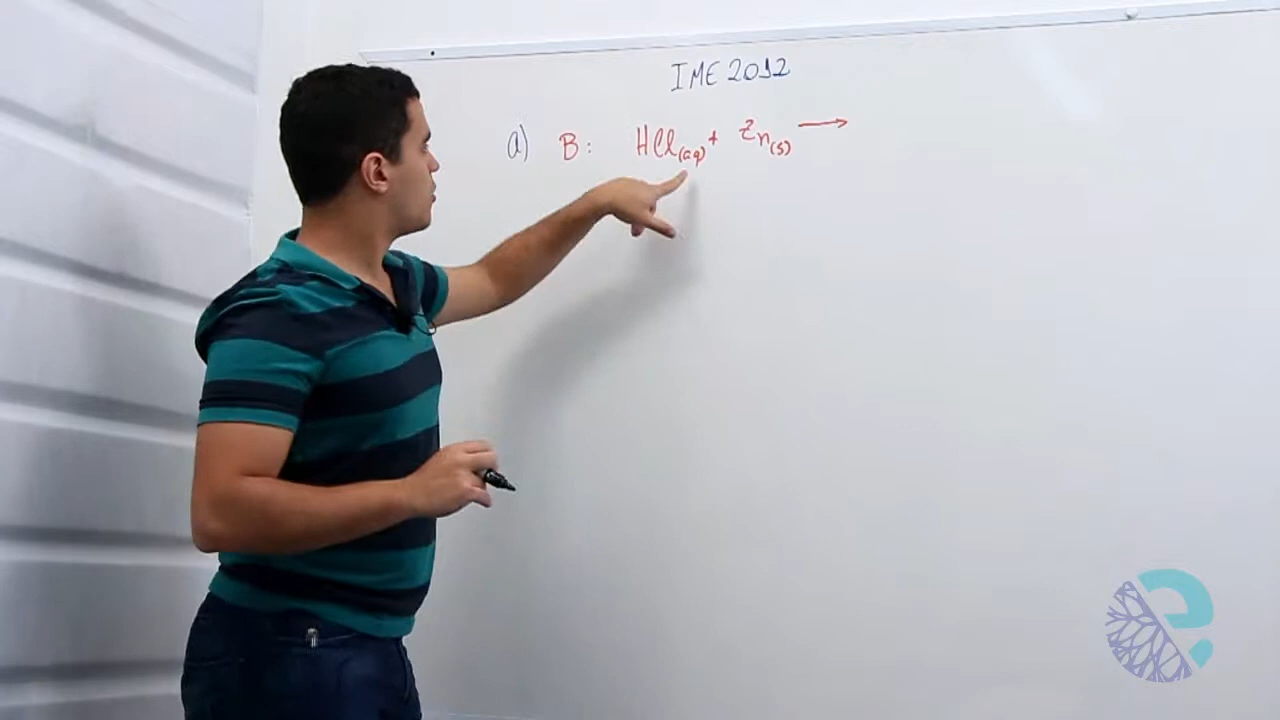 IME 2012
a) B: HCl(aq) + Zn(s) →